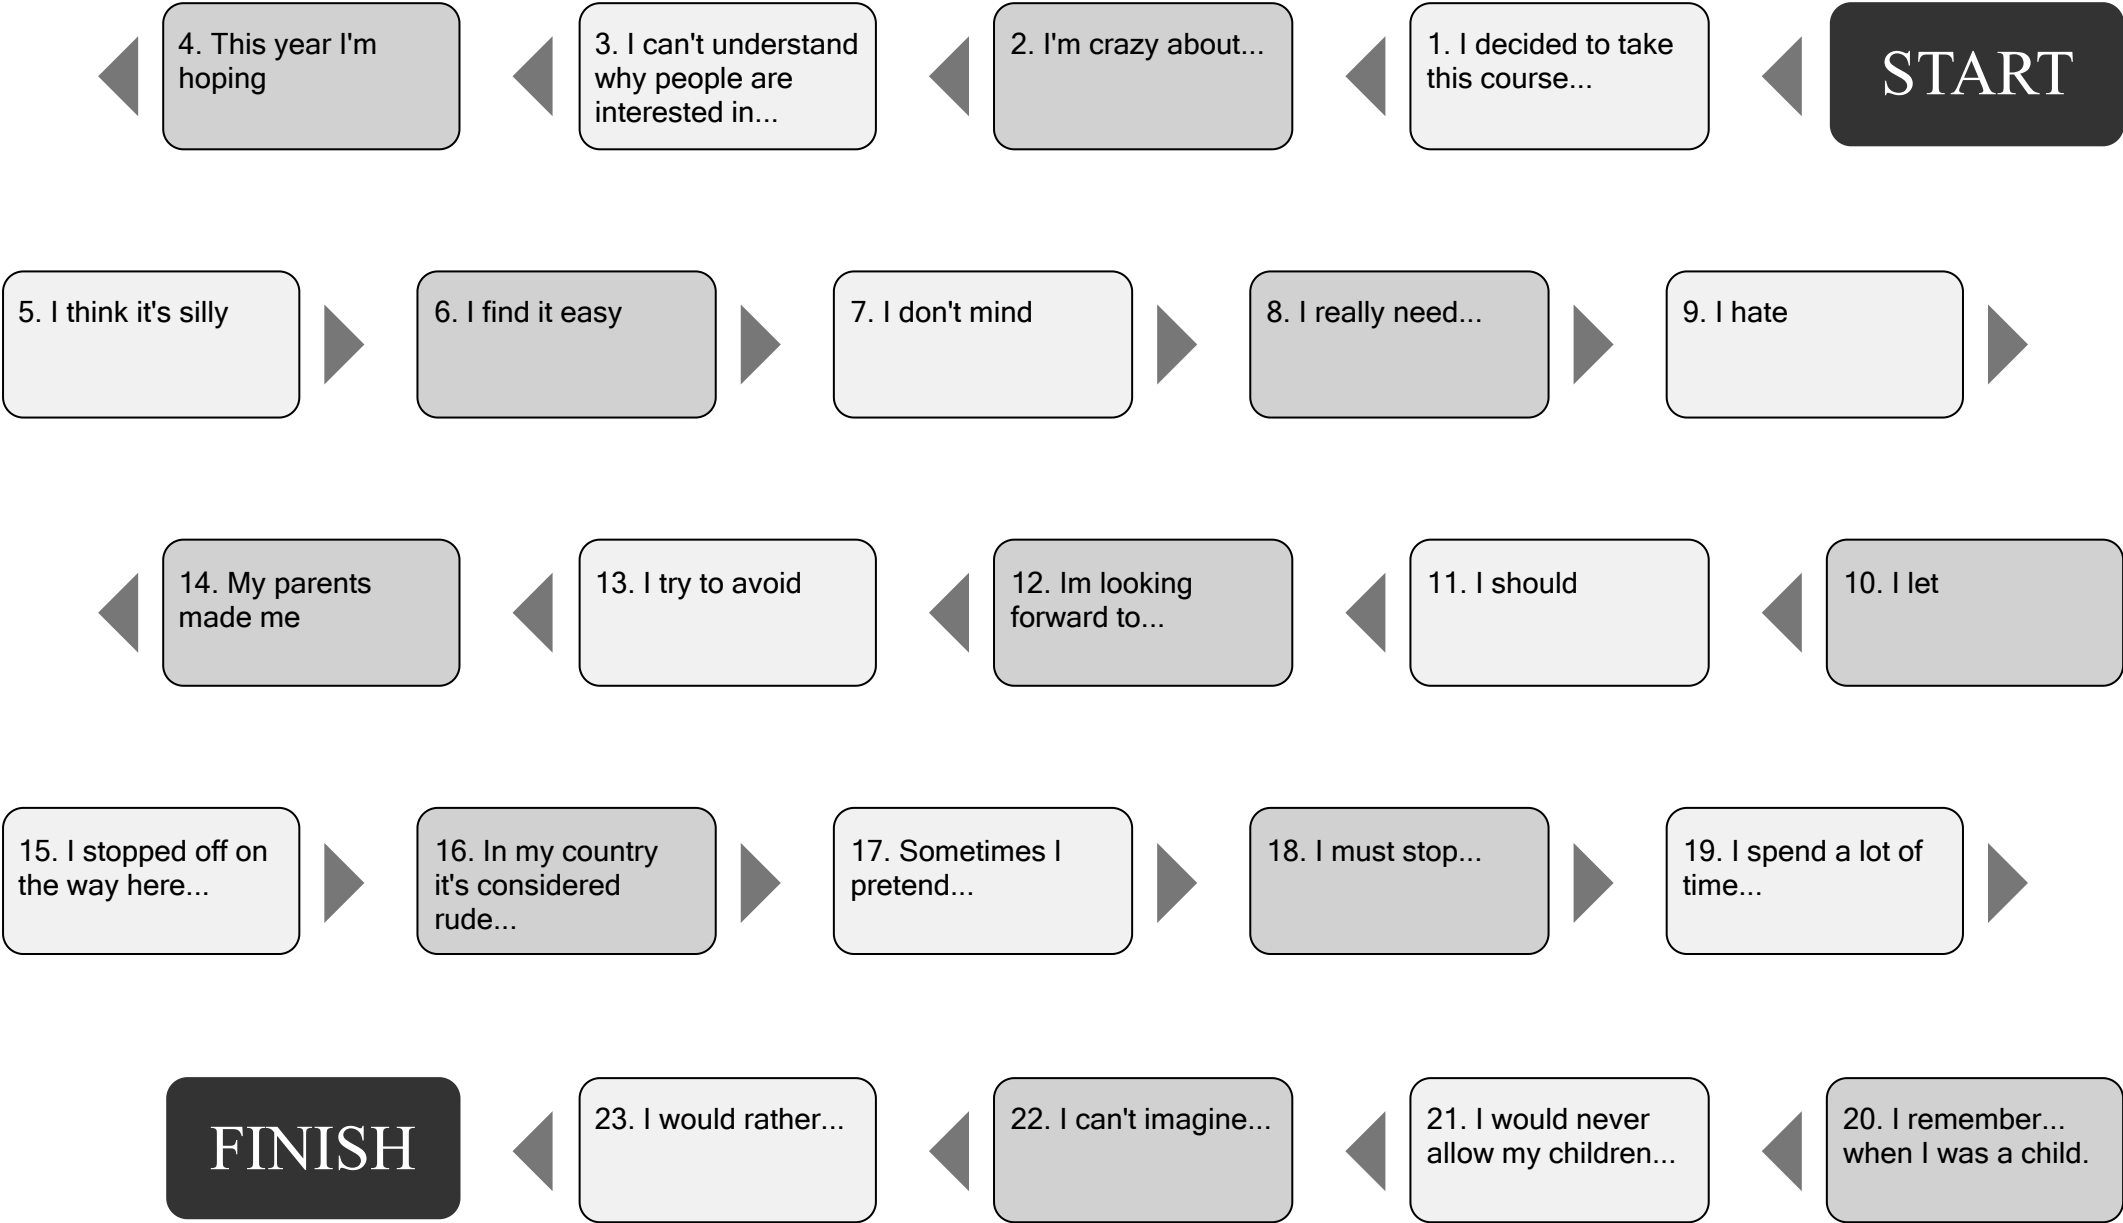 START
1. I decided to take
this course...
2. I'm crazy about...
3. I can't understand
why people are
interested in...
4. This year I'm
hoping
5. I think it's silly
6. I find it easy
7. I don't mind
8. I really need...
9. I hate
10. I let
11. I should
12. Im looking
forward to...
13. I try to avoid
14. My parents
made me
15. I stopped off on
the way here...
16. In my country
it's considered
rude...
17. Sometimes I
pretend...
18. I must stop...
19. I spend a lot of
time...
20. I remember...
when I was a child.
21. I would never
allow my children...
22. I can't imagine...
23. I would rather...
FINISH